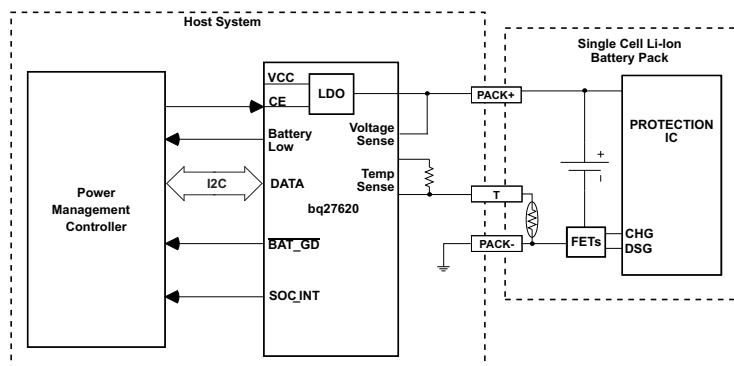 Host System
Single Cell Li-Ion
Battery Pack
VCC
LDO
CE
PACK+
Battery
Low
Voltage
Sense
PROTECTION
IC
+
I2C
DATA
Temp
Sense
–
Power
Management
Controller
bq27620
T
BAT_GD
PACK-
FETs
CHG
DSG
SOC_INT